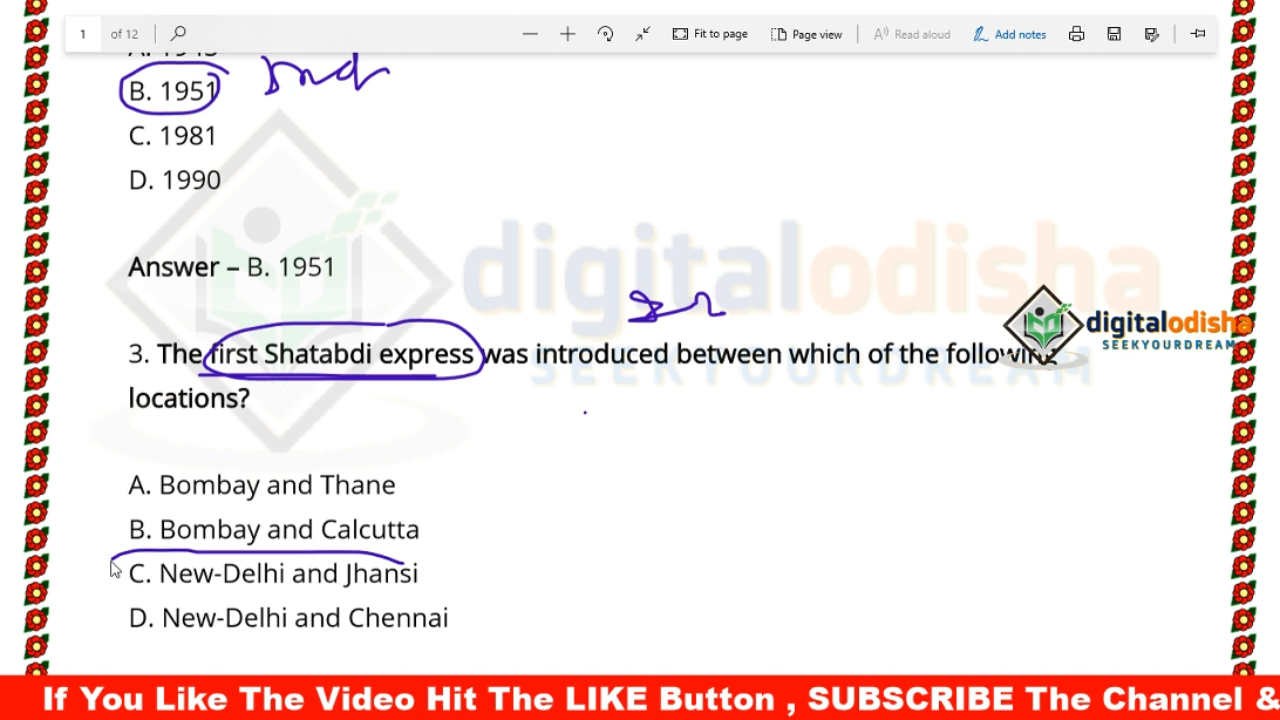 1 of 12 Fit to page Page view Read aloud Add notes
B. 1951
C. 1981
D. 1990
Answer – B. 1951
digitalodisha
SEEKYOURDREAM
digitalodisha
SEEKYOURDREAM
3. The first Shatabdi express was introduced between which of the following
locations?
A. Bombay and Thane
B. Bombay and Calcutta
C. New-Delhi and Jhansi
D. New-Delhi and Chennai
If You Like The Video Hit The LIKE Button , SUBSCRIBE The Channel &